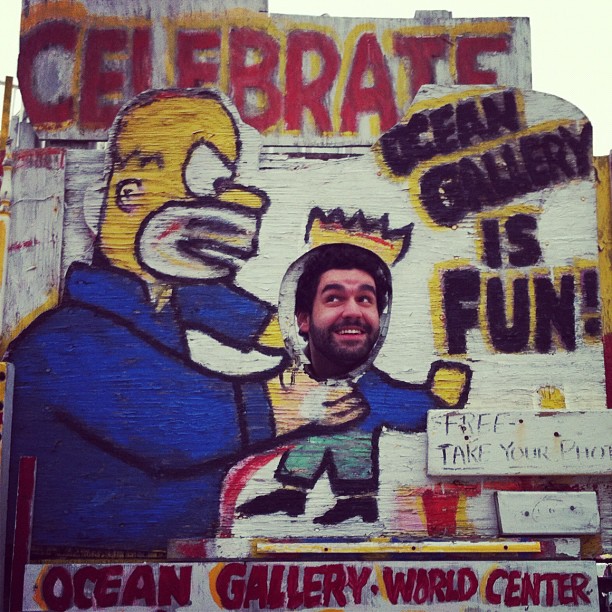 CELEBRATE
OCEAN
GALLERY
IS
FUN!
FREE-
TAKE YOUR PHOT
OCEAN GALLERY · WORLD CENTER